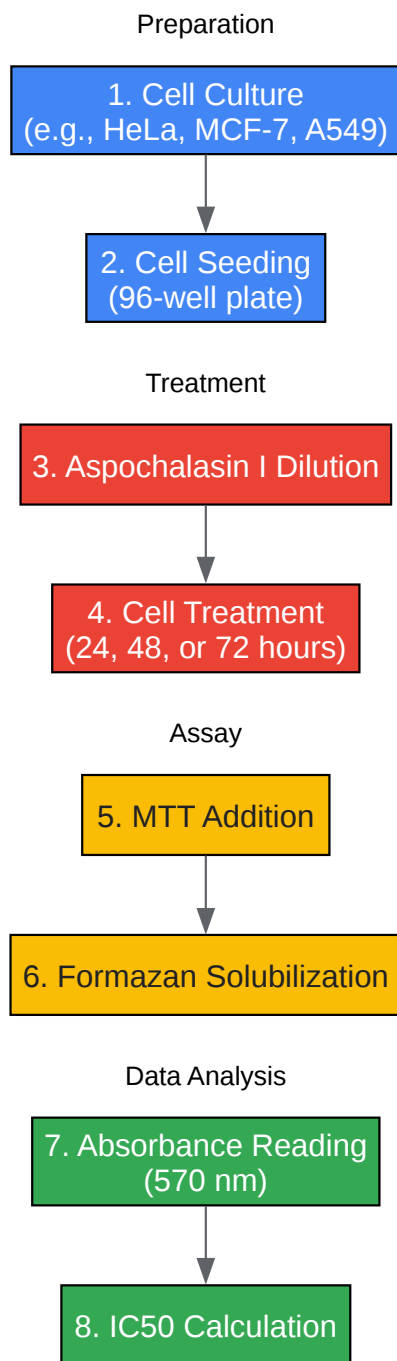 Preparation
1. Cell Culture
(e.g., HeLa, MCF-7, A549)
2. Cell Seeding
(96-well plate)
Treatment
3. Aspochalasin I Dilution
4. Cell Treatment
(24, 48, or 72 hours)
Assay
5. MTT Addition
6. Formazan Solubilization
Data Analysis
7. Absorbance Reading
(570 nm)
8. IC50 Calculation